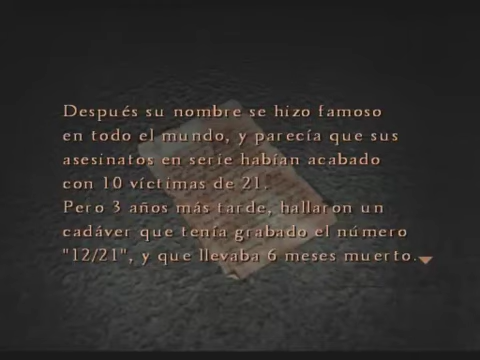 Después su nombre se hizo famoso
en todo el mundo, y parecía que sus
asesinatos en serie habían acabado
con 10 víctimas de 21.
Pero 3 años más tarde, hallaron un
cadáver que tenía grabado el número
"12/21", y que llevaba 6 meses muerto.